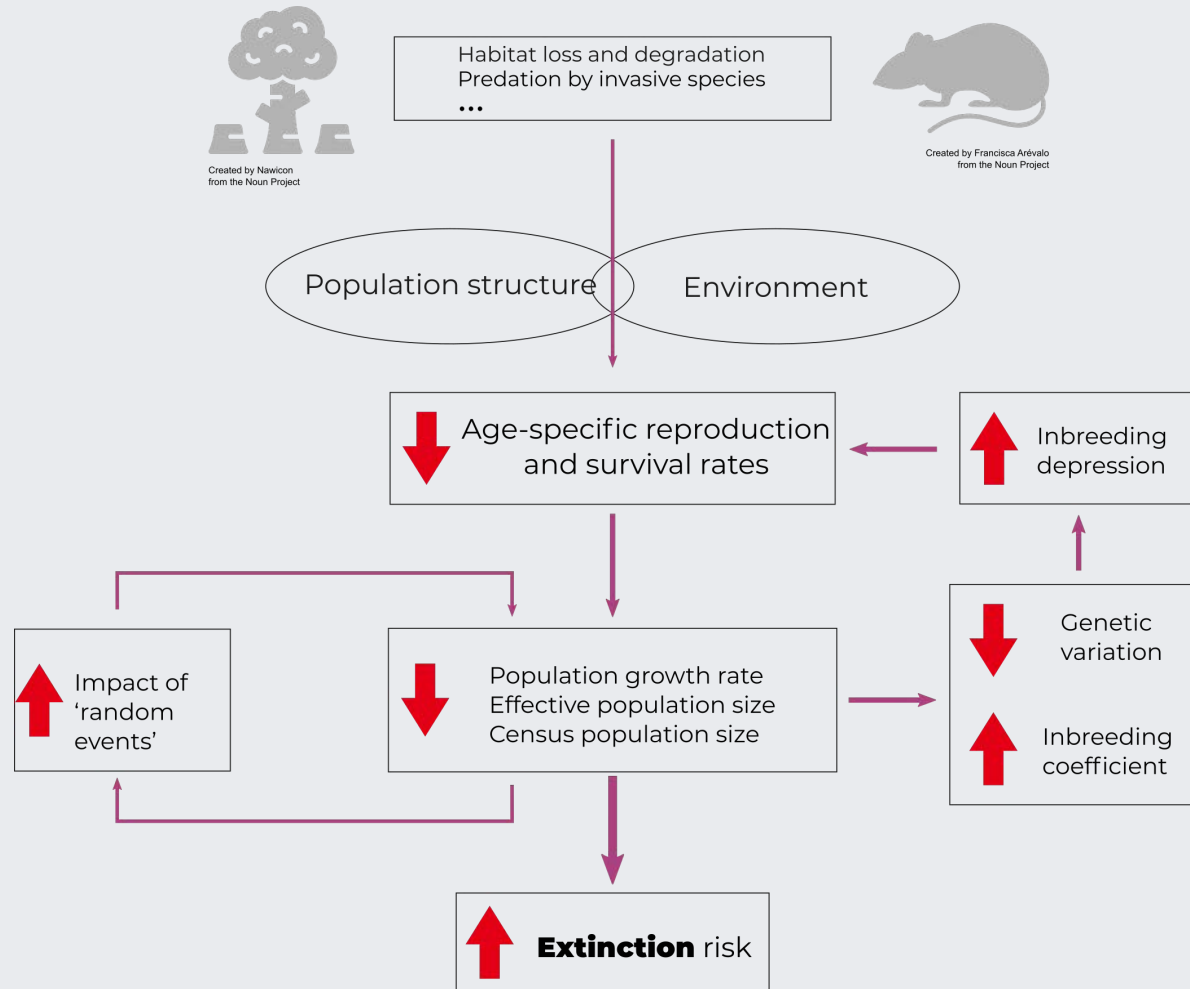 Habitat loss and degradation
Predation by invasive species
...
Created by Nawicon
from the Noun Project
Created by Francisca Arévalo
from the Noun Project
Population structure
Environment
Age-specific reproduction
and survival rates
Inbreeding
depression
Genetic
variation
Inbreeding
coefficient
Impact of
‘random
events’
Population growth rate
Effective population size
Census population size
Extinction risk